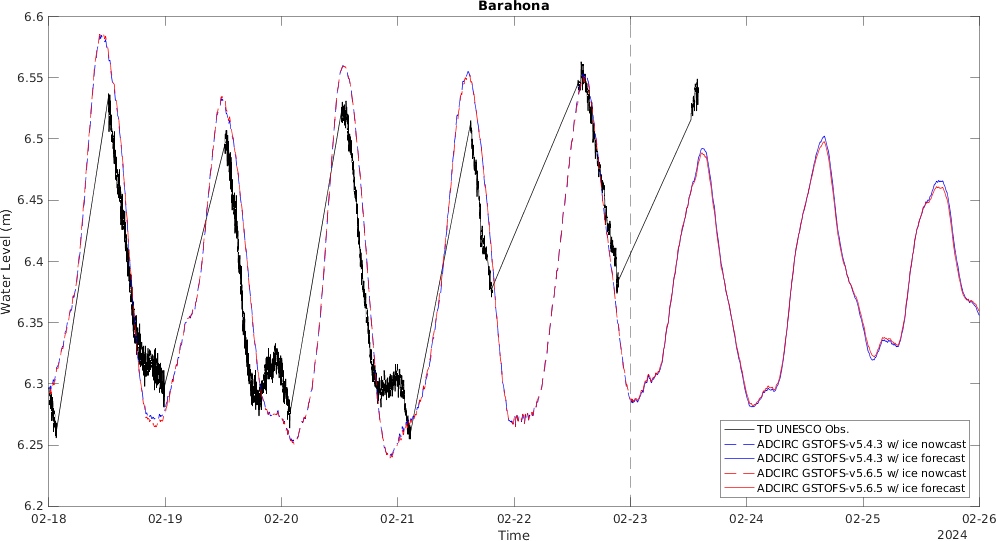 Barahona
6.6
6.55
6.5
6.45
6.4
6.35
6.3
6.25
6.2
Water Level (m)
02-18 02-19 02-20 02-21 02-22 02-23 02-24 02-25 02-26
Time
2024
TD UNESCO Obs.
ADCIRC GSTOFS-v5.4.3 w/ ice nowcast
ADCIRC GSTOFS-v5.4.3 w/ ice forecast
ADCIRC GSTOFS-v5.6.5 w/ ice nowcast
ADCIRC GSTOFS-v5.6.5 w/ ice forecast